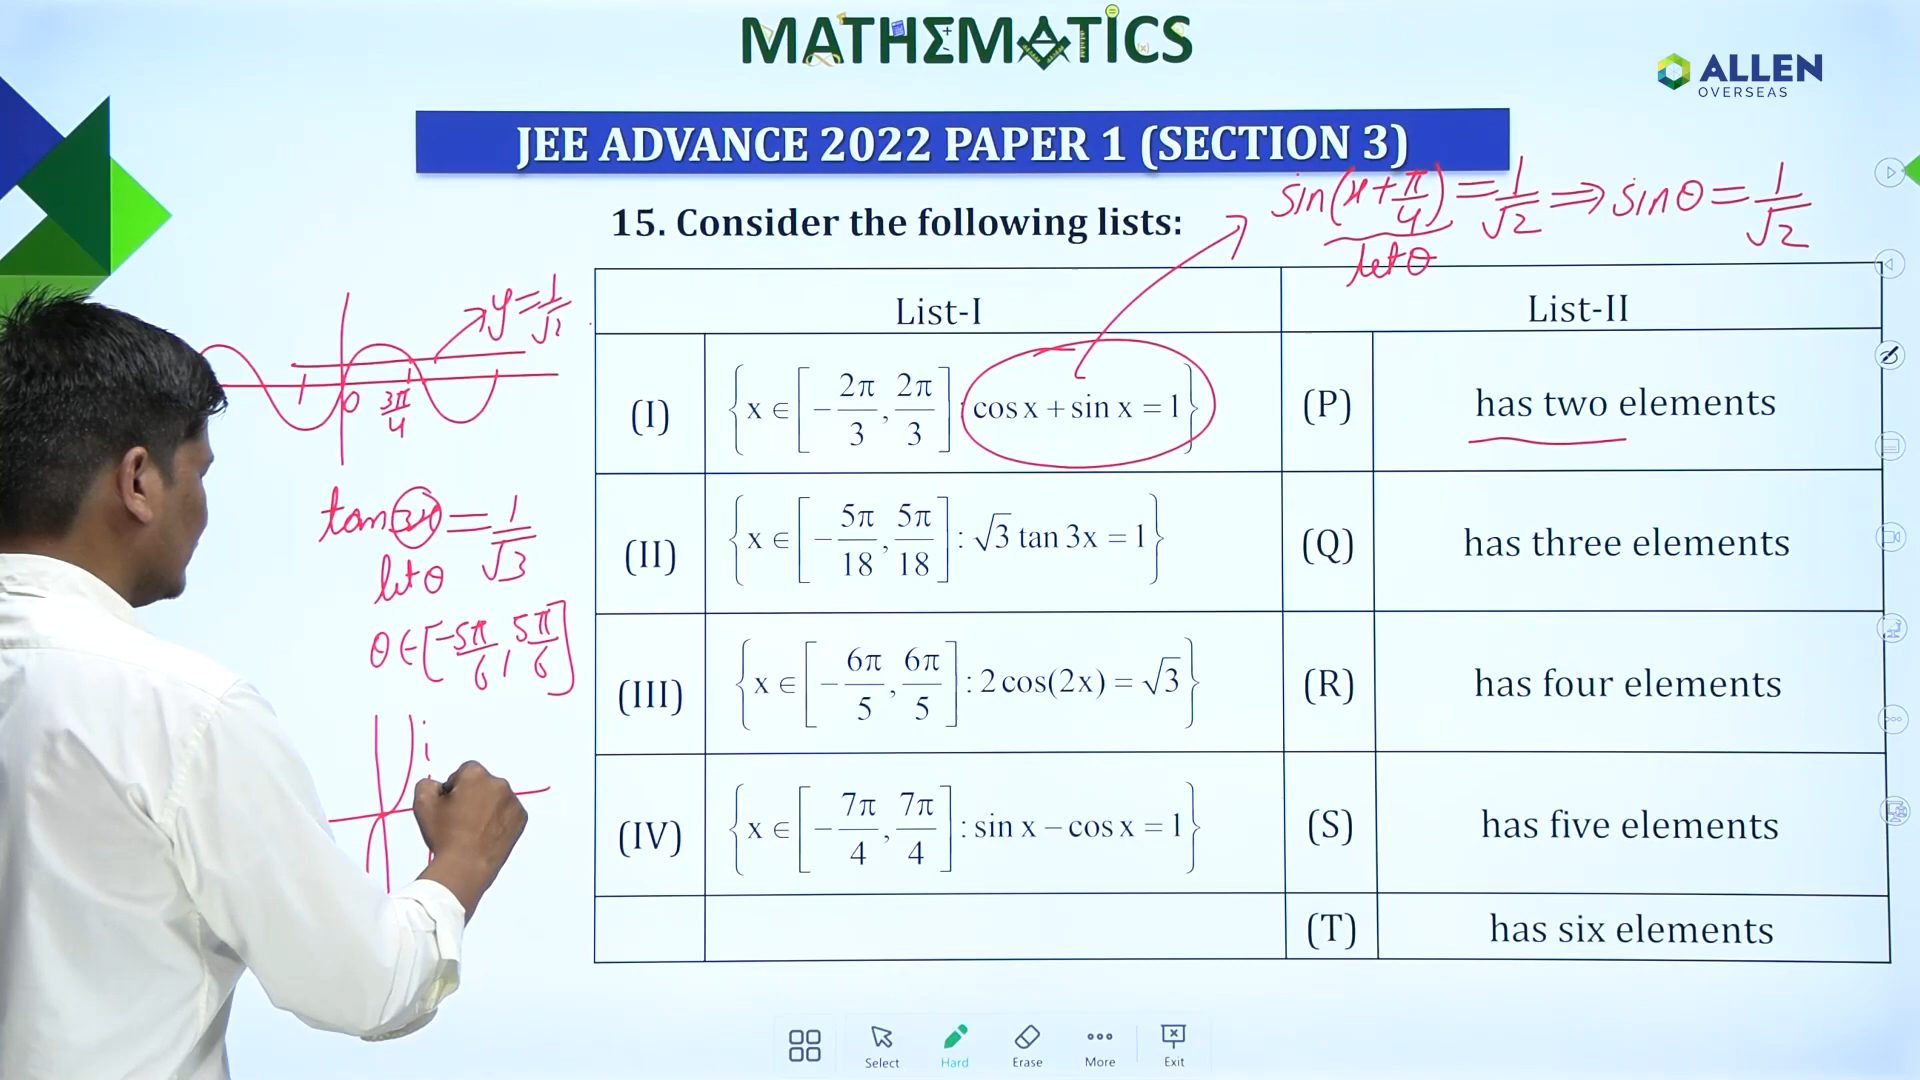 MATHEMATICS
ALLEN
OVERSEAS
JEE ADVANCE 2022 PAPER 1 (SECTION 3)
15. Consider the following lists:
sin(x+π/4) = 1/√2 ⇒ sinθ = 1/√2
let θ
List-I List-II
(I) {x ∈ [−2π/3, 2π/3] : cos x + sin x = 1} (P) has two elements
(II) {x ∈ [−5π/18, 5π/18] : √3 tan 3x = 1} (Q) has three elements
(III) {x ∈ [−6π/5, 6π/5] : 2 cos(2x) = √3} (R) has four elements
(IV) {x ∈ [−7π/4, 7π/4] : sin x − cos x = 1} (S) has five elements
(T) has six elements
y = 1/√2
0 3π/4
tan(3x) = 1/√3
let θ
θ ∈ [−5π/6, 5π/6]
Select Hard Erase More Exit